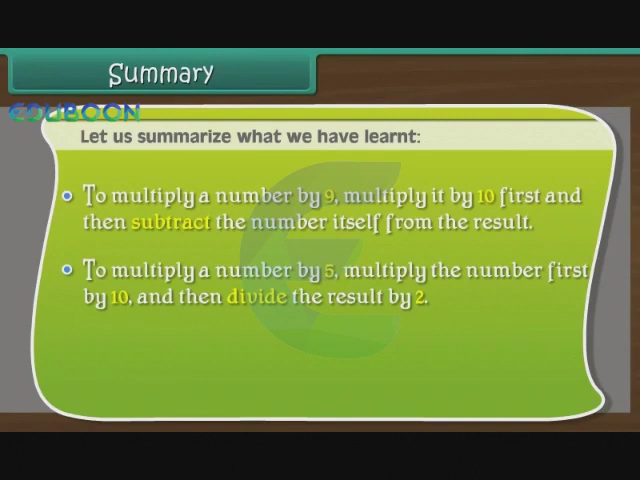 Summary
EDUBOON
Let us summarize what we have learnt:
To multiply a number by 9, multiply it by 10 first and
then subtract the number itself from the result.
To multiply a number by 5, multiply the number first
by 10, and then divide the result by 2.